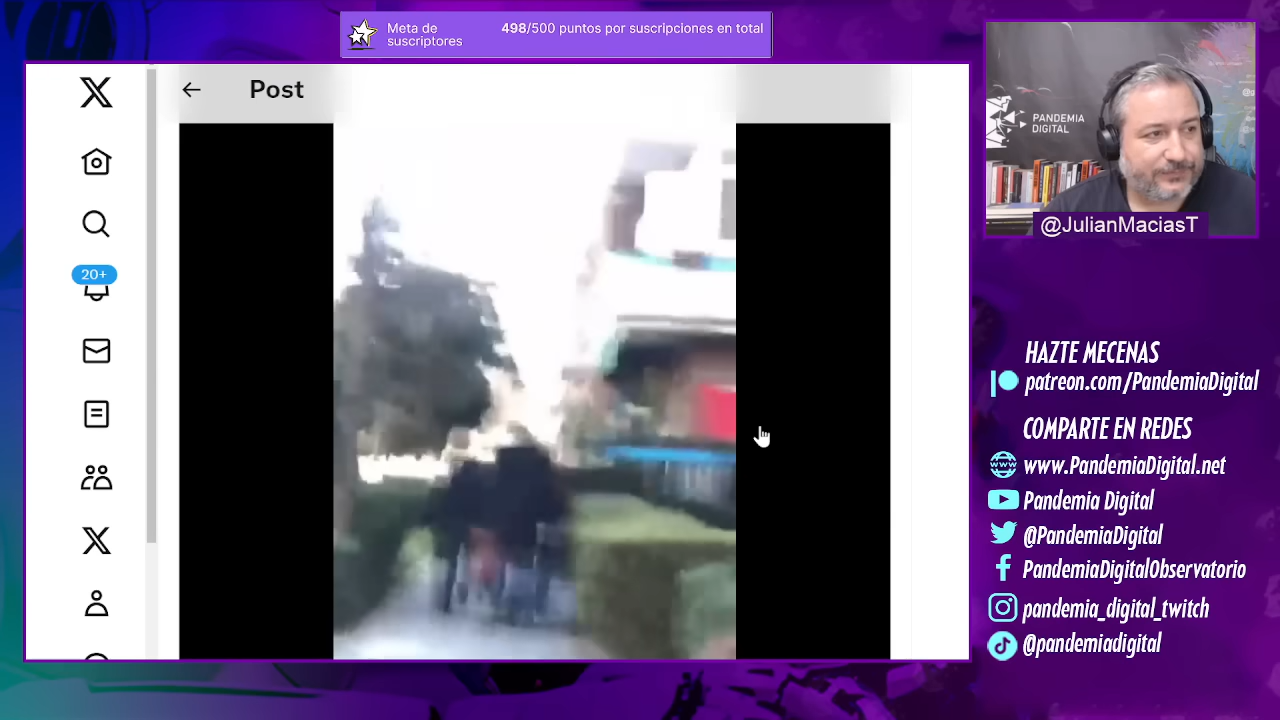 Meta de
suscriptores
498/500 puntos por suscripciones en total
Post
20+
PANDEMIA
DIGITAL
@JulianMaciasT
HAZTE MECENAS
patreon.com/PandemiaDigital
COMPARTE EN REDES
www
www.PandemiaDigital.net
Pandemia Digital
@PandemiaDigital
PandemiaDigitalObservatorio
pandemia_digital_twitch
@pandemiadigital